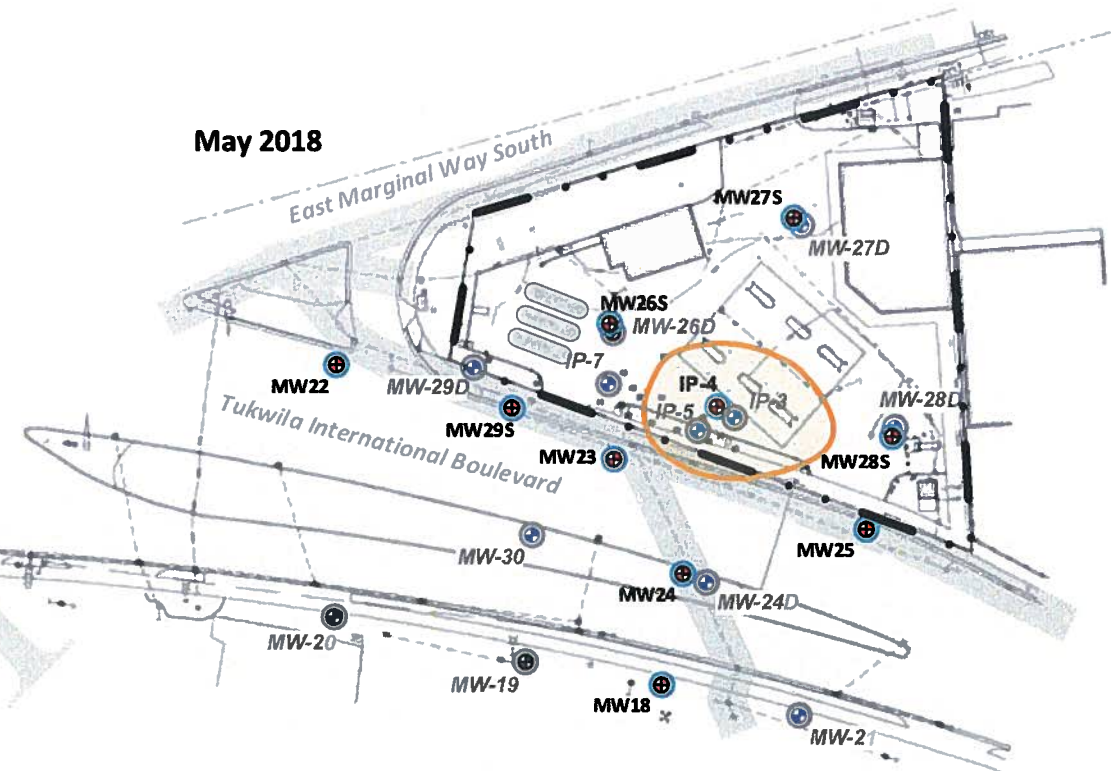 May 2018
East Marginal Way South
MW27S
MW-27D
MW26S
MW-26D
IP-7
MW22
MW-29D
IP-4
IP-3
IP-5
MW-28D
Tukwila International Boulevard
MW29S
MW23
MW28S
MW25
MW-30
MW24
MW-24D
MW-20
MW-19
MW18
MW-21